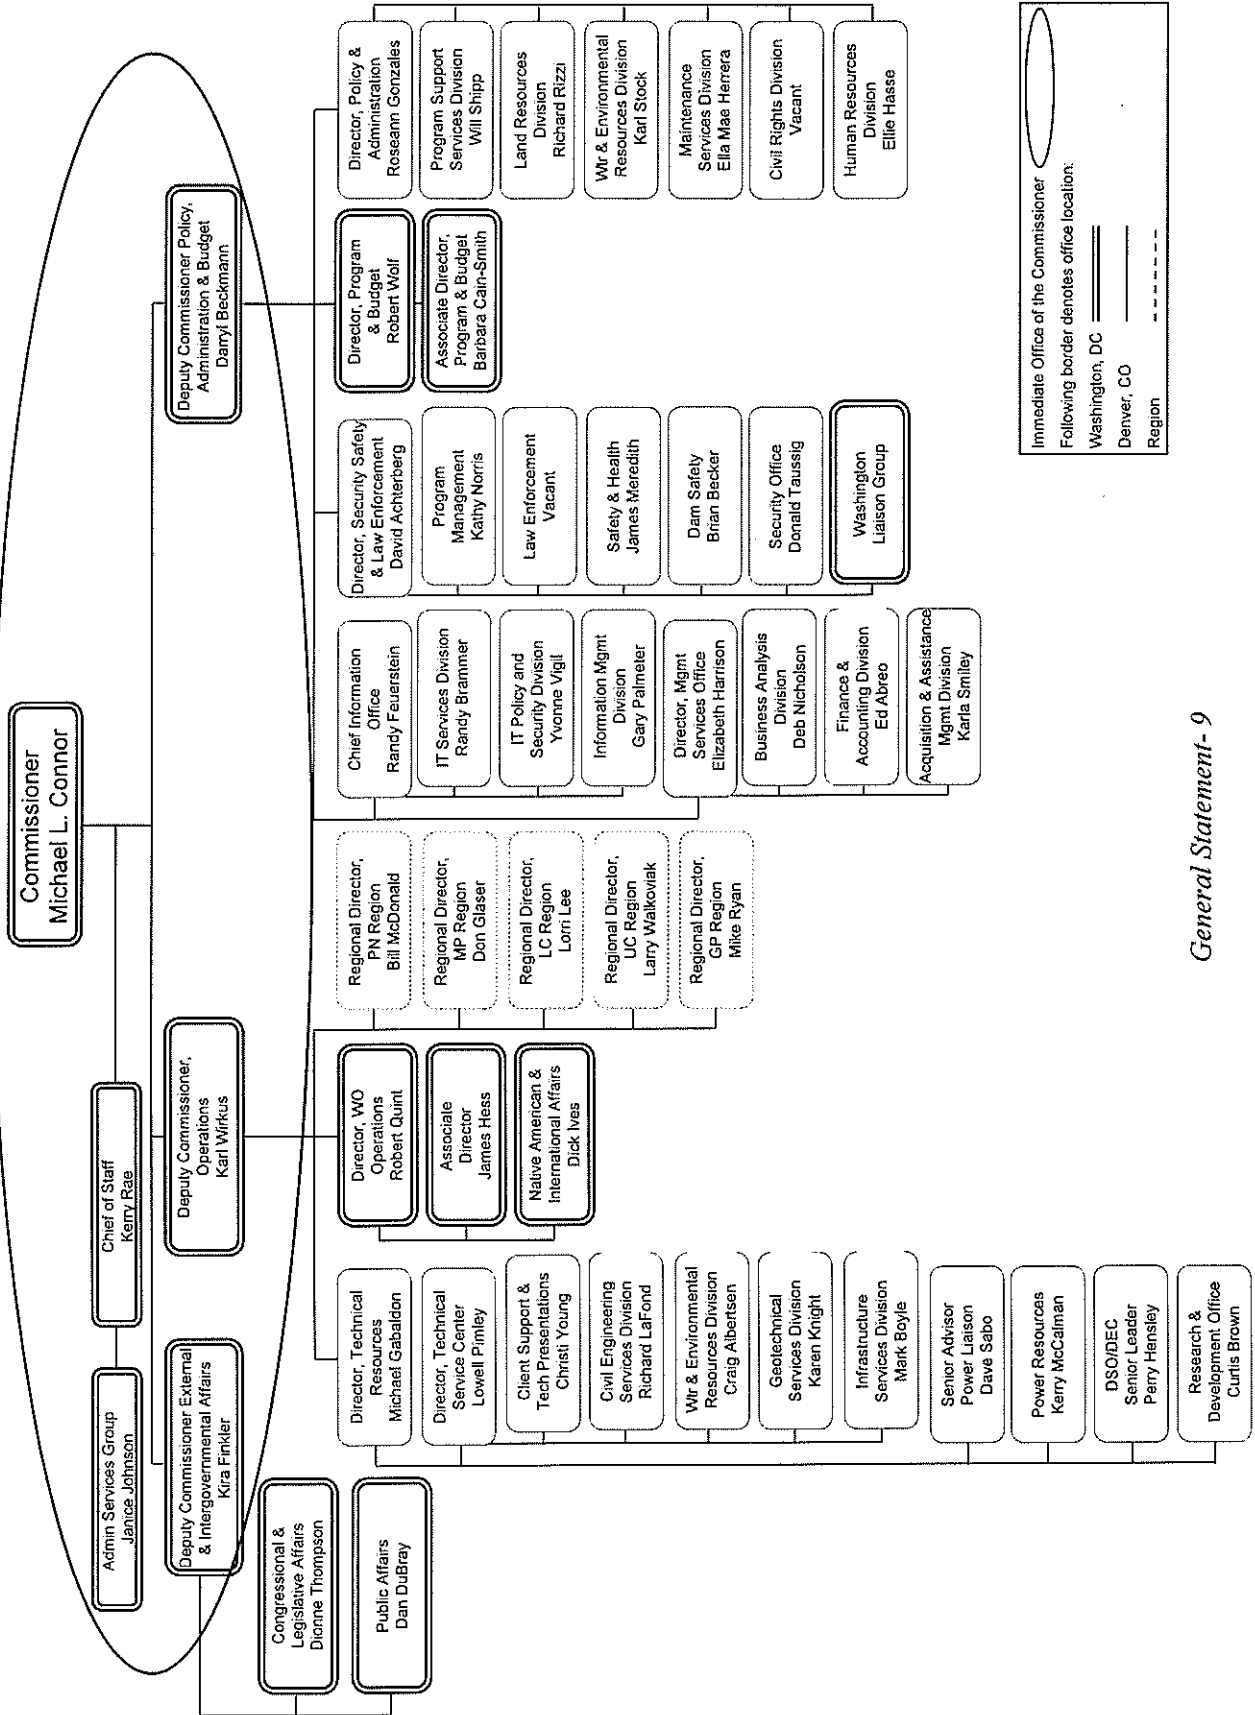 Commissioner
Michael L. Connor
Chief of Staff
Kerry Rae
Admin Services Group
Janice Johnson
Deputy Commissioner External
& Intergovernmental Affairs
Kira Finkler
Deputy Commissioner,
Operations
Karl Wirkus
Deputy Commissioner Policy,
Administration & Budget
Darryl Beckmann
Congressional &
Legislative Affairs
Dionne Thompson
Public Affairs
Dan DuBray
Director, Technical
Resources
Michael Gabaldon
Director, Technical
Service Center
Lowell Pimley
Client Support &
Tech Presentations
Christi Young
Civil Engineering
Services Division
Richard LaFond
Wtr & Environmental
Resources Division
Craig Albertsen
Geotechnical
Services Division
Karen Knight
Infrastructure
Services Division
Mark Boyle
Senior Advisor
Power Liaison
Dave Sabo
Power Resources
Kerry McCalman
DSO/DEC
Senior Leader
Perry Hensley
Research &
Development Office
Curtis Brown
Director, WO
Operations
Robert Quint
Associate
Director
James Hess
Native American &
International Affairs
Dick Ives
Regional Director,
PN Region
Bill McDonald
Regional Director,
MP Region
Don Glaser
Regional Director,
LC Region
Lorri Lee
Regional Director,
UC Region
Larry Walkoviak
Regional Director,
GP Region
Mike Ryan
Chief Information
Office
Randy Feuerstein
IT Services Division
Randy Brammer
IT Policy and
Security Division
Yvonne Vigil
Information Mgmt
Division
Gary Palmeter
Director, Mgmt
Services Office
Elizabeth Harrison
Business Analysis
Division
Deb Nicholson
Finance &
Accounting Division
Ed Abreo
Acquisition & Assistance
Mgmt Division
Karla Smiley
Director, Security Safety
& Law Enforcement
David Achterberg
Program
Management
Kathy Norris
Law Enforcement
Vacant
Safety & Health
James Meredith
Dam Safety
Brian Becker
Security Office
Donald Taussig
Washington
Liaison Group
Director, Program
& Budget
Robert Wolf
Associate Director,
Program & Budget
Barbara Cain-Smith
Director, Policy &
Administration
Roseann Gonzales
Program Support
Services Division
Will Shipp
Land Resources
Division
Richard Rizzi
Wtr & Environmental
Resources Division
Karl Stock
Maintenance
Services Division
Ella Mae Herrera
Civil Rights Division
Vacant
Human Resources
Division
Ellie Hasse
Immediate Office of the Commissioner
Following border denotes office location:
Washington, DC
Denver, CO
Region
General Statement- 9